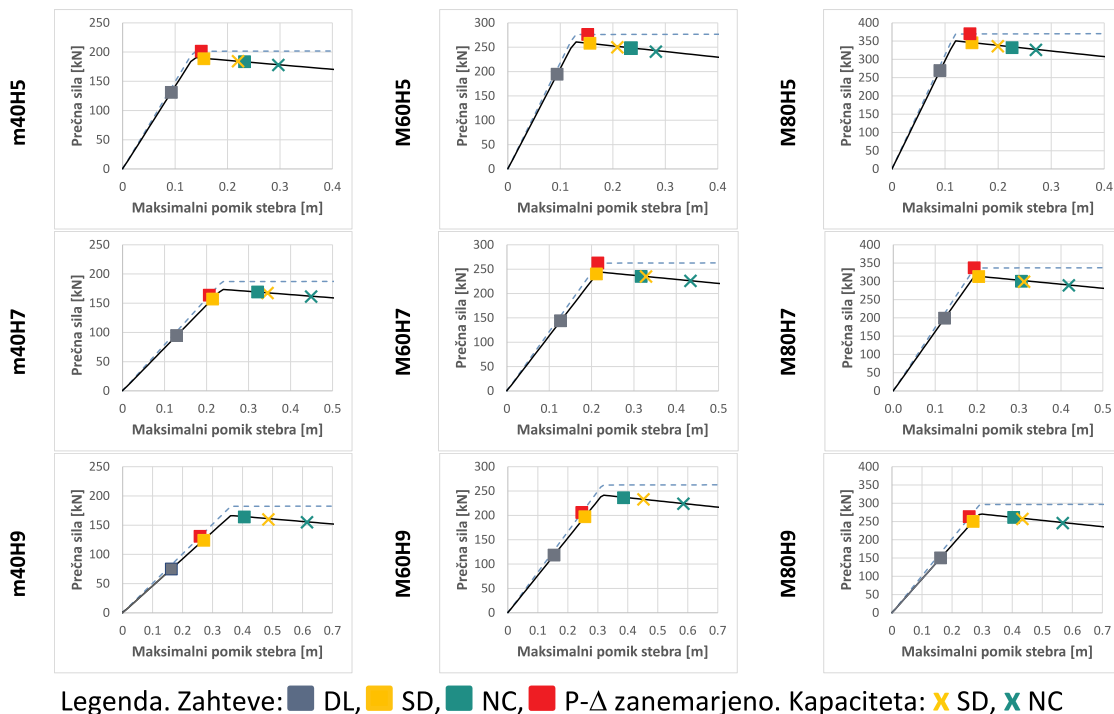 m40H5
Prečna sila [kN]
250
200
150
100
50
0
0 0.1 0.2 0.3 0.4
Maksimalni pomik stebra [m]
M60H5
Prečna sila [kN]
300
250
200
150
100
50
0
0 0.1 0.2 0.3 0.4
Maksimalni pomik stebra [m]
M80H5
Prečna sila [kN]
400
350
300
250
200
150
100
50
0
0 0.1 0.2 0.3 0.4
Maksimalni pomik stebra [m]
m40H7
Prečna sila [kN]
250
200
150
100
50
0
0 0.1 0.2 0.3 0.4 0.5
Maksimalni pomik stebra [m]
M60H7
Prečna sila [kN]
300
250
200
150
100
50
0
0 0.1 0.2 0.3 0.4 0.5
Maksimalni pomik stebra [m]
M80H7
Prečna sila [kN]
400
350
300
250
200
150
100
50
0
0.0 0.1 0.2 0.3 0.4 0.5
Maksimalni pomik stebra [m]
m40H9
Prečna sila [kN]
250
200
150
100
50
0
0 0.1 0.2 0.3 0.4 0.5 0.6 0.7
Maksimalni pomik stebra [m]
M60H9
Prečna sila [kN]
300
250
200
150
100
50
0
0 0.1 0.2 0.3 0.4 0.5 0.6 0.7
Maksimalni pomik stebra [m]
M80H9
Prečna sila [kN]
400
350
300
250
200
150
100
50
0
0 0.1 0.2 0.3 0.4 0.5 0.6 0.7
Maksimalni pomik stebra [m]
Legenda. Zahteve: DL, SD, NC, P-Δ zanemarjeno. Kapaciteta: x SD, x NC